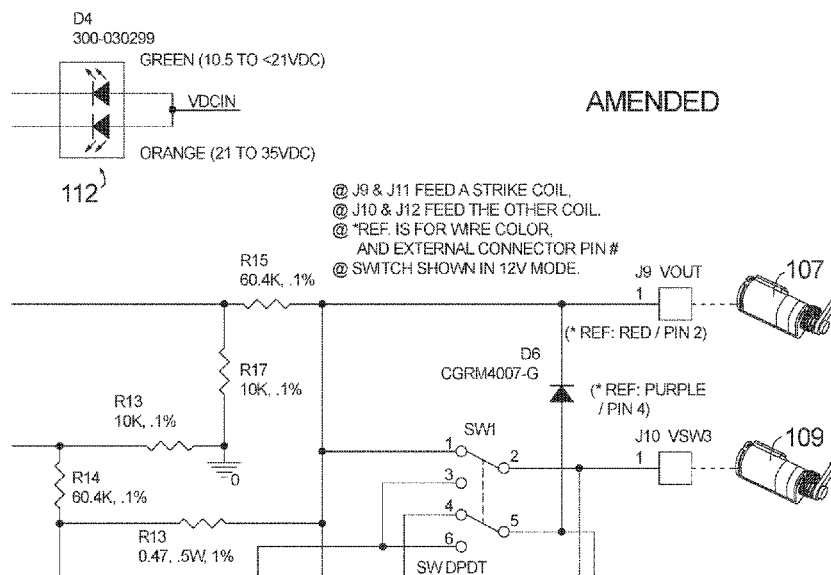 D4
300-030299
GREEN (10.5 TO <21VDC)
VDCIN
ORANGE (21 TO 35VDC)
112
AMENDED
@ J9 & J11 FEED A STRIKE COIL,
@ J10 & J12 FEED THE OTHER COIL.
@ *REF. IS FOR WIRE COLOR,
AND EXTERNAL CONNECTOR PIN #
@ SWITCH SHOWN IN 12V MODE.
R15
60.4K, .1%
J9 VOUT
1
107
(* REF: RED / PIN 2)
R17
10K, .1%
D6
CGRM4007-G
(* REF: PURPLE
/ PIN 4)
R13
10K, .1%
0
SW1
1
2
3
4
5
6
SW DPDT
J10 VSW3
1
109
R14
60.4K, .1%
R13
0.47, .5W, 1%